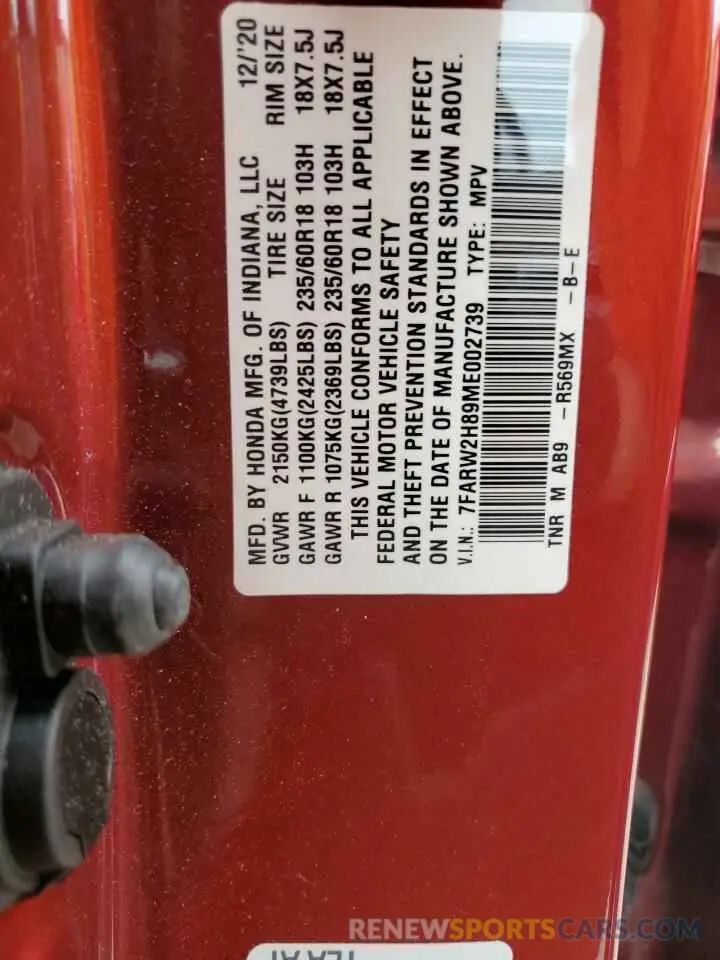 MFD. BY HONDA MFG. OF INDIANA, LLC 12/'20
GVWR 2150KG(4739LBS) TIRE SIZE RIM SIZE
GAWR F 1100KG(2425LBS) 235/60R18 103H 18X7.5J
GAWR R 1075KG(2369LBS) 235/60R18 103H 18X7.5J
THIS VEHICLE CONFORMS TO ALL APPLICABLE
FEDERAL MOTOR VEHICLE SAFETY
AND THEFT PREVENTION STANDARDS IN EFFECT
ON THE DATE OF MANUFACTURE SHOWN ABOVE.
V.I.N.: 7FARW2H89ME002739 TYPE: MPV
TNR M AB9 -R569MX -B-E
RENEWSPORTSCARS.COM